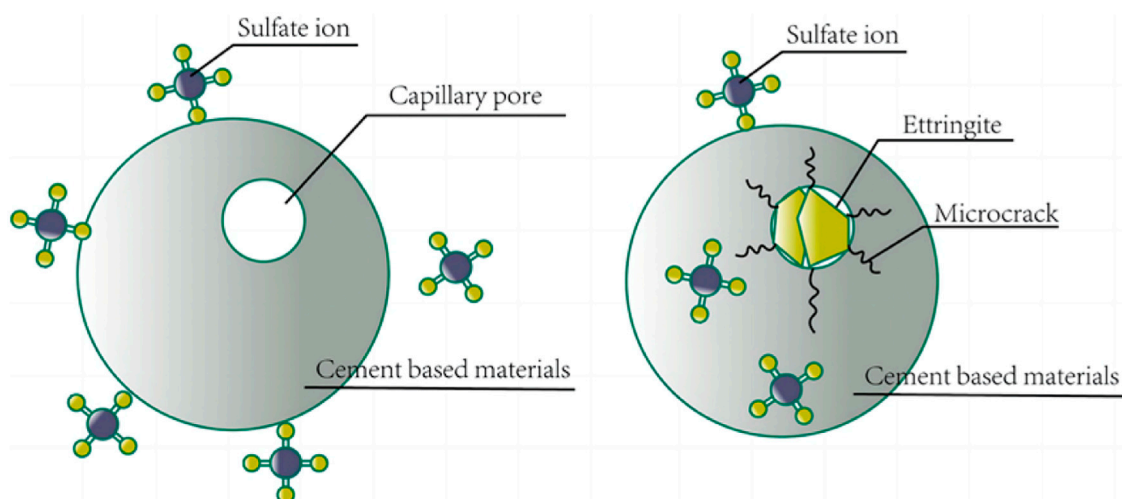 Sulfate ion
Capillary pore
Cement based materials
Sulfate ion
Ettringite
Microcrack
Cement based materials